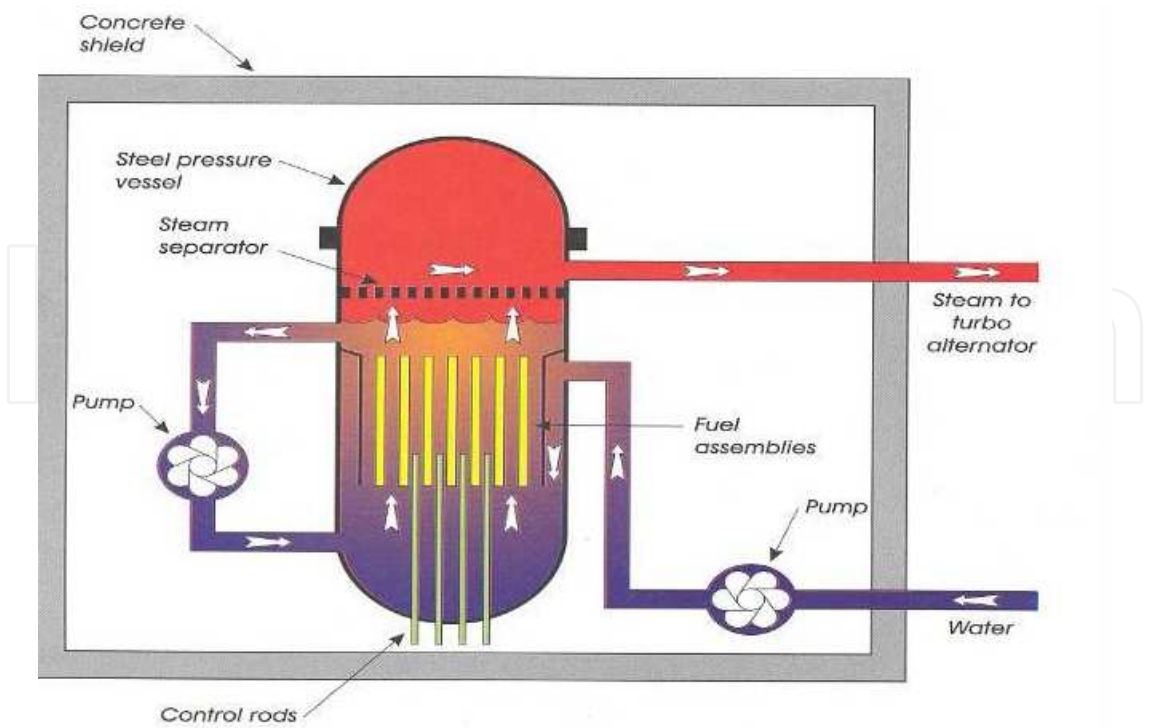 Concrete
shield
Steel pressure
vessel
Steam
separator
Steam to
turbo
alternator
Pump
Fuel
assemblies
Pump
Water
Control rods